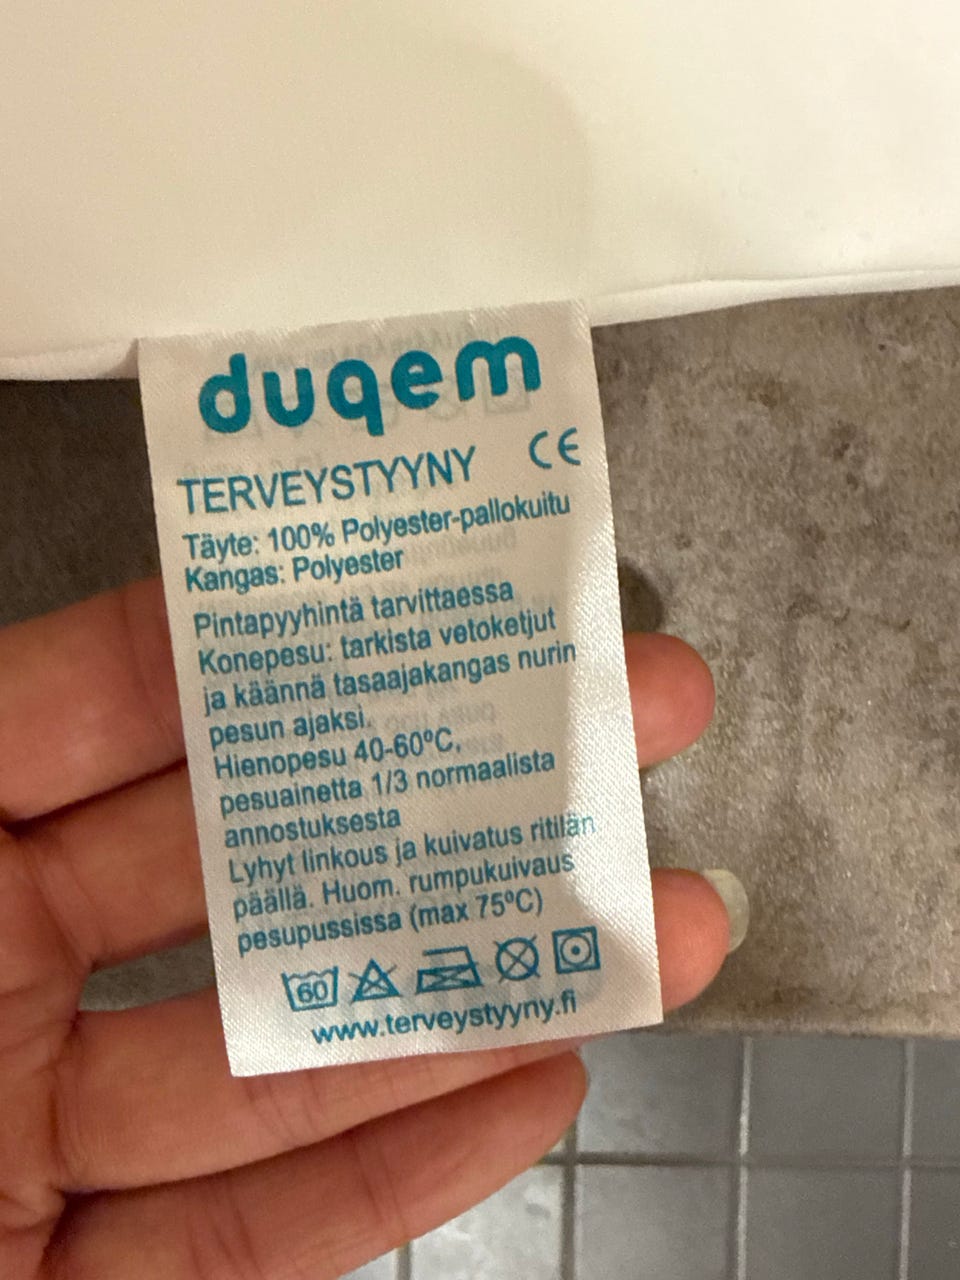 duqem
TERVEYSTYYNY CE
Täyte: 100% Polyester-pallokuitu
Kangas: Polyester
Pintapyyhintä tarvittaessa
Konepesu: tarkista vetoketjut
ja käännä tasaajakangas nurin
pesun ajaksi.
Hienopesu 40-60ºC,
pesuainetta 1/3 normaalista
annostuksesta
Lyhyt linkous ja kuivatus ritilän
päällä. Huom. rumpukuivaus
pesupussissa (max 75ºC)
60
www.terveystyyny.fi